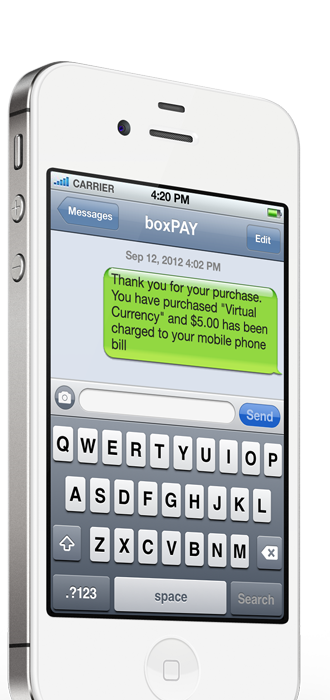 CARRIER 4:20 PM
Messages boxPAY Edit
Sep 12, 2012 4:02 PM
Thank you for your purchase.
You have purchased "Virtual
Currency" and $5.00 has been
charged to your mobile phone
bill
Send
Q W E R T Y U I O P
A S D F G H J K L
Z X C V B N M
.?123 space Search